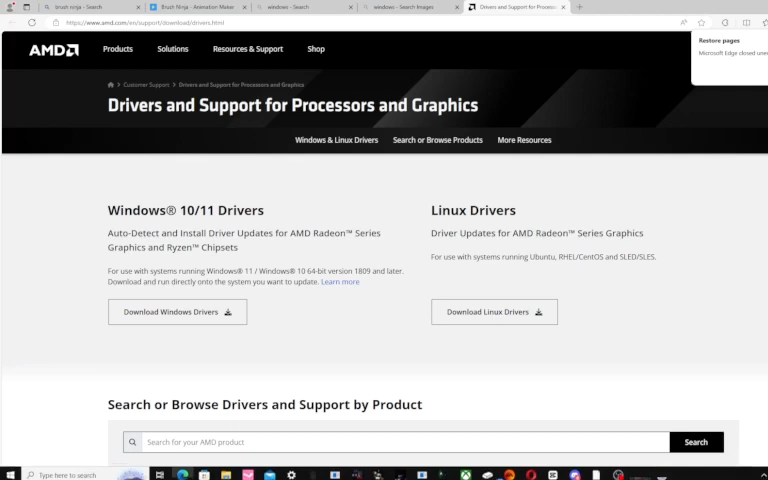 brush ninja - Search
Brush Ninja - Animation Maker
windows - Search
windows - Search Images
Drivers and Support for Process
https://www.amd.com/en/support/download/drivers.html
Restore pages
Microsoft Edge closed
AMD
Products
Solutions
Resources & Support
Shop
Customer Support
Drivers and Support for Processors and Graphics
Drivers and Support for Processors and Graphics
Windows & Linux Drivers
Search or Browse Products
More Resources
Windows® 10/11 Drivers
Auto-Detect and Install Driver Updates for AMD Radeon™ Series
Graphics and Ryzen™ Chipsets
For use with systems running Windows® 11 / Windows® 10 64-bit version 1809 and later.
Download and run directly onto the system you want to update. Learn more
Download Windows Drivers
Linux Drivers
Driver Updates for AMD Radeon™ Series Graphics
For use with systems running Ubuntu, RHEL/CentOS and SLED/SLES.
Download Linux Drivers
Search or Browse Drivers and Support by Product
Search for your AMD product
Search
Type here to search